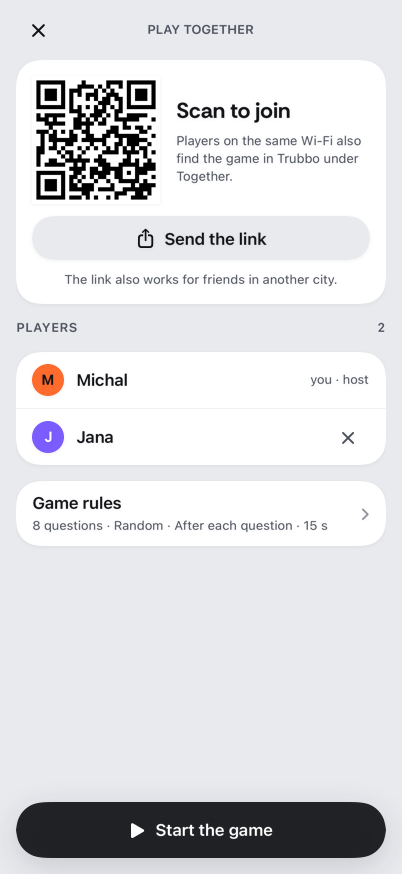 PLAY TOGETHER
Scan to join
Players on the same Wi-Fi also
find the game in Trubbo under
Together.
Send the link
The link also works for friends in another city.
PLAYERS 2
M Michal you · host
J Jana
Game rules
8 questions · Random · After each question · 15 s
Start the game